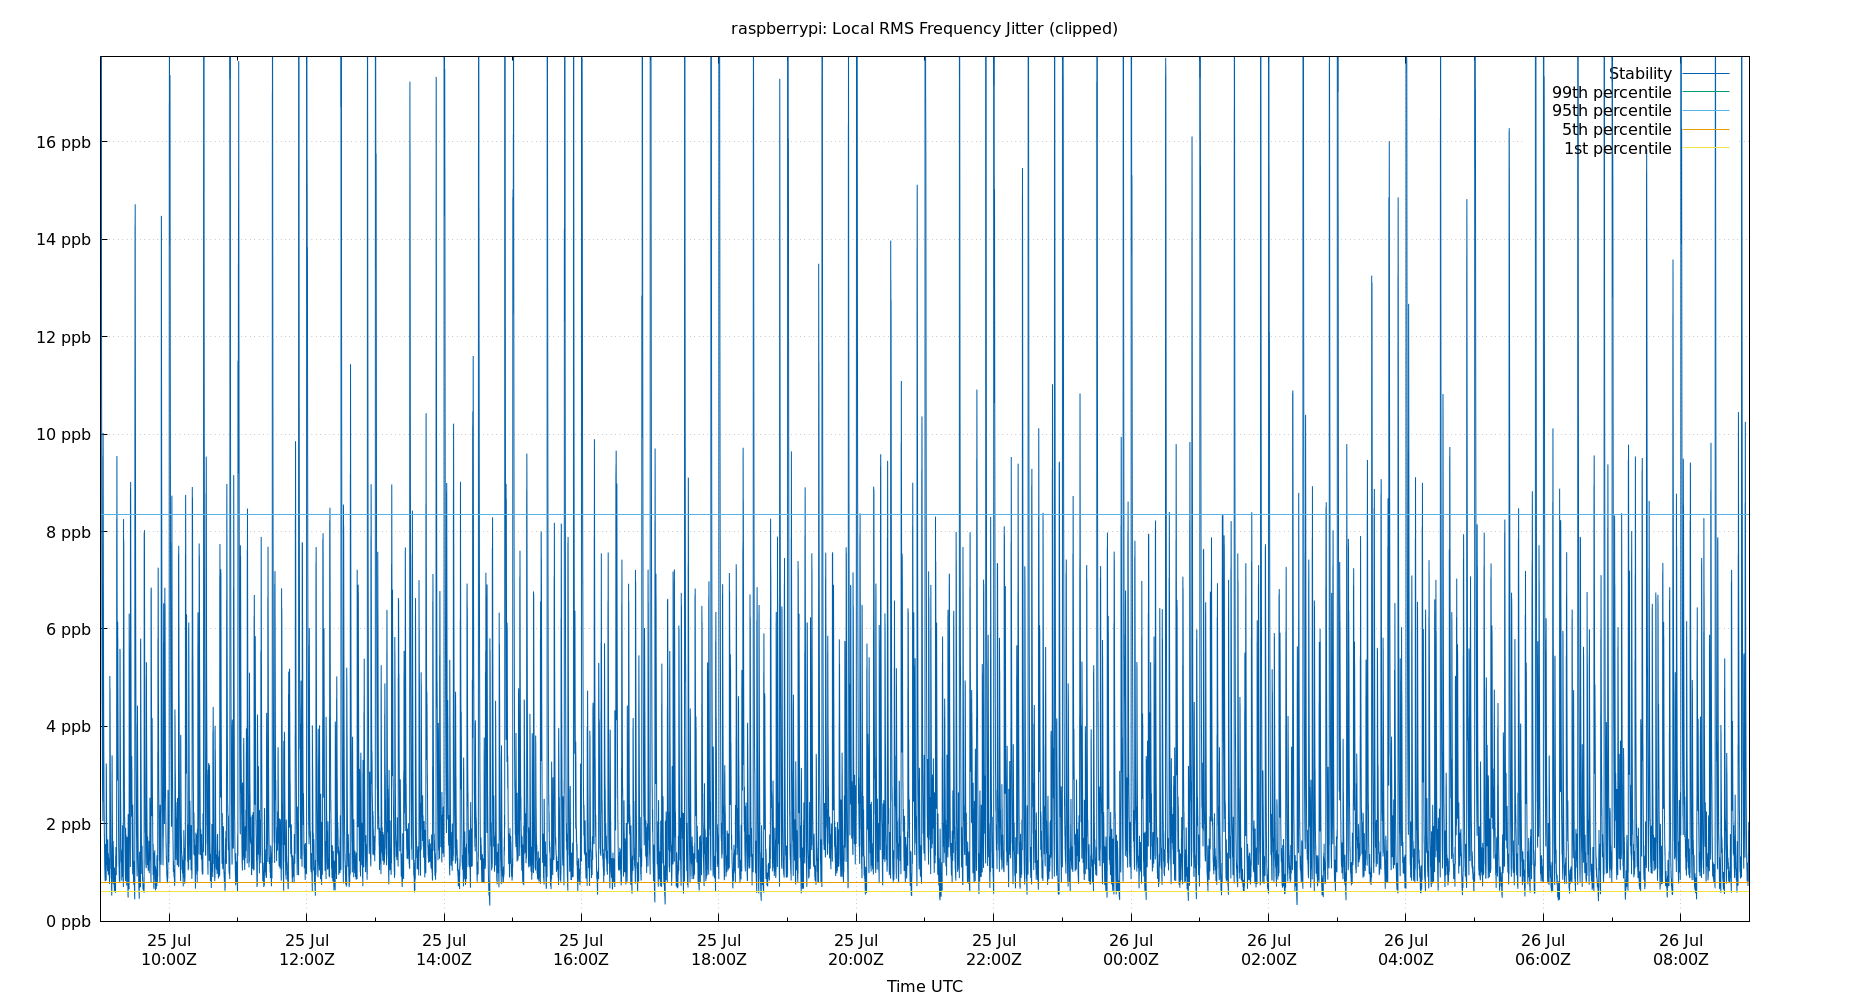 raspberrypi: Local RMS Frequency Jitter (clipped)
Stability
99th percentile
95th percentile
5th percentile
1st percentile
16 ppb
14 ppb
12 ppb
10 ppb
8 ppb
6 ppb
4 ppb
2 ppb
0 ppb
25 Jul 25 Jul 25 Jul 25 Jul 25 Jul 25 Jul 25 Jul 26 Jul 26 Jul 26 Jul 26 Jul 26 Jul
10:00Z 12:00Z 14:00Z 16:00Z 18:00Z 20:00Z 22:00Z 00:00Z 02:00Z 04:00Z 06:00Z 08:00Z
Time UTC